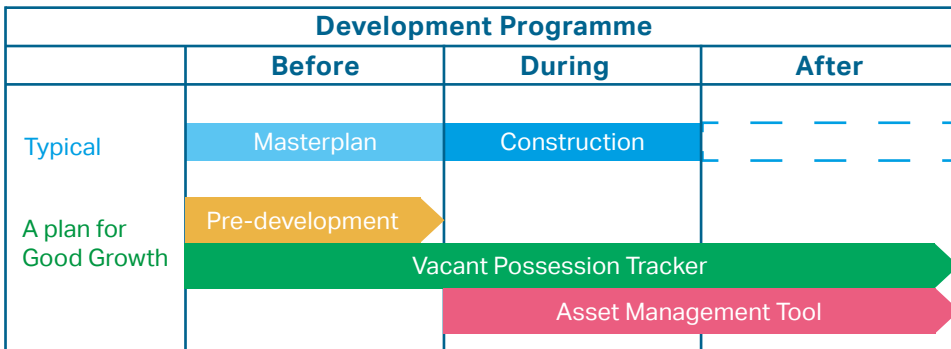 Development Programme
Before During After
Typical Masterplan Construction
Pre-development
A plan for
Good Growth
Vacant Possession Tracker
Asset Management Tool